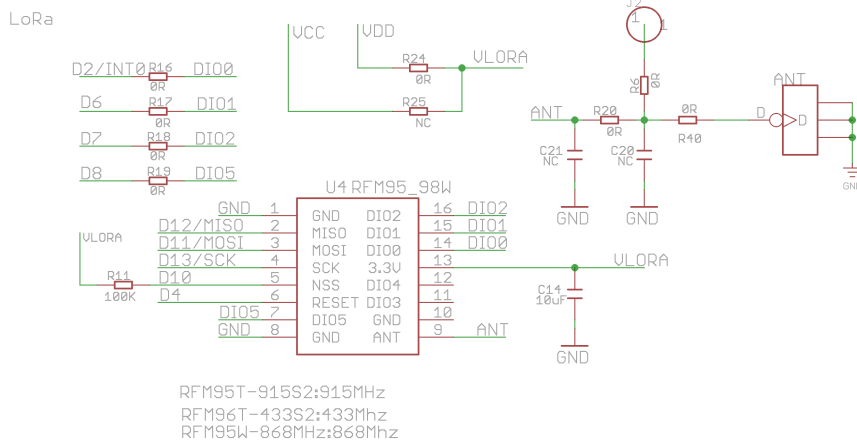 LoRa
VCC
VDD
J2
1
1
R24
0R
VLORA
R25
NC
D2/INT0
R16
0R
DIO0
D6
R17
0R
DIO1
D7
R18
0R
DIO2
D8
R19
0R
DIO5
R6
0R
ANT
ANT
R20
0R
0R
R40
D
D
C21
NC
C20
NC
GND
GND
GND
U4 RFM95_98W
GND 1 GND DIO2 16 DIO2
D12/MISO 2 MISO DIO1 15 DIO1
D11/MOSI 3 MOSI DIO0 14 DIO0
D13/SCK 4 SCK 3.3V 13 VLORA
D10 5 NSS DIO4 12
D4 6 RESET DIO3 11
DIO5 7 DIO5 GND 10
GND 8 GND ANT 9 ANT
VLORA
R11
100K
C14
10uF
GND
RFM95T-915S2:915MHz
RFM96T-433S2:433Mhz
RFM95W-868MHz:868Mhz